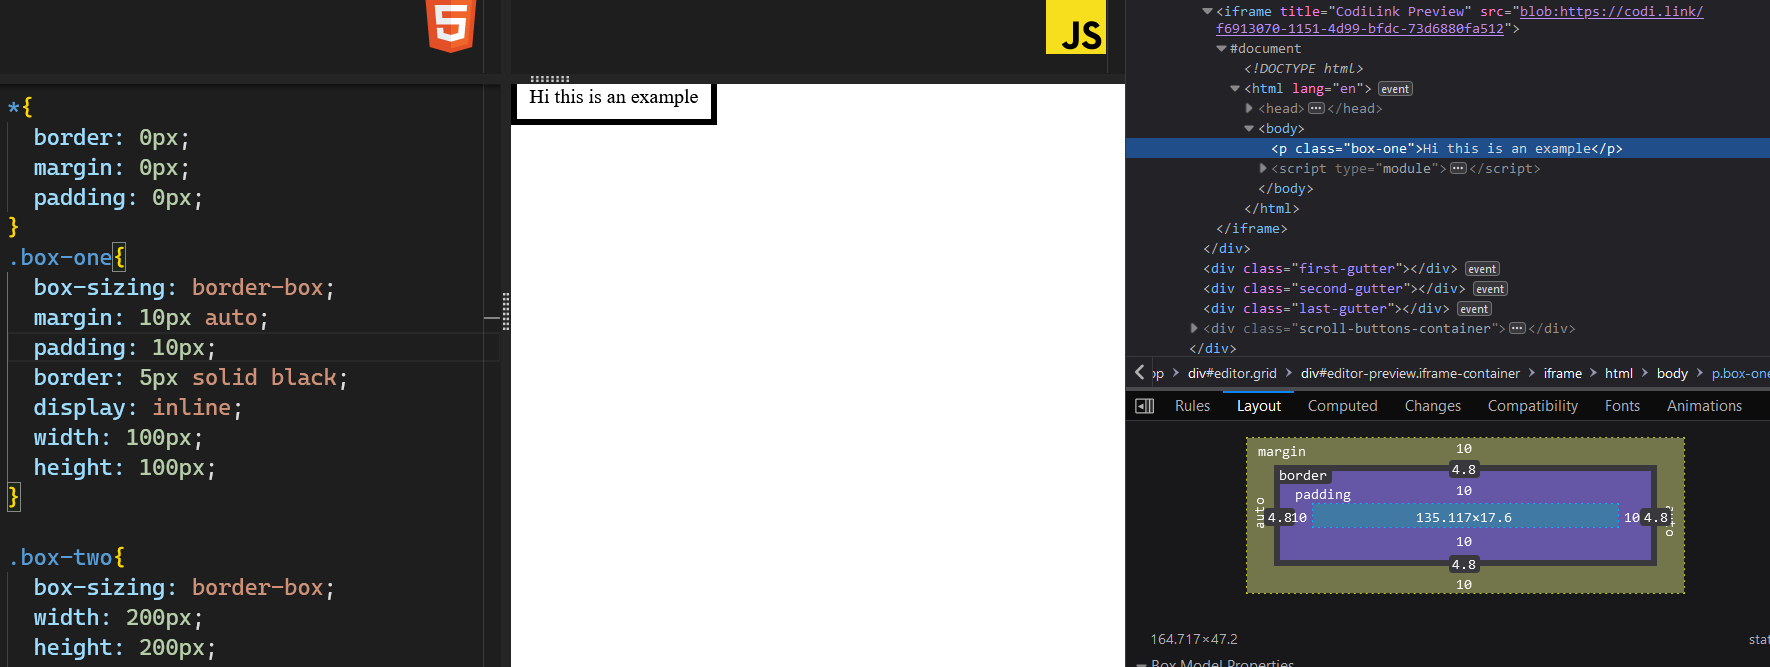 5
JS
*{
border: 0px;
margin: 0px;
padding: 0px;
}
.box-one{
box-sizing: border-box;
margin: 10px auto;
padding: 10px;
border: 5px solid black;
display: inline;
width: 100px;
height: 100px;
}
.box-two{
box-sizing: border-box;
width: 200px;
height: 200px;
Hi this is an example
<iframe title="CodiLink Preview" src="blob:https://codi.link/
f6913070-1151-4d99-bfdc-73d6880fa512">
#document
<!DOCTYPE html>
<html lang="en"> event
<head> ··· </head>
<body>
<p class="box-one">Hi this is an example</p>
<script type="module"> ··· </script>
</body>
</html>
</iframe>
</div>
<div class="first-gutter"></div> event
<div class="second-gutter"></div> event
<div class="last-gutter"></div> event
<div class="scroll-buttons-container"> ··· </div>
</div>
pp > div#editor.grid > div#editor-preview.iframe-container > iframe > html > body > p.box-one
Rules Layout Computed Changes Compatibility Fonts Animations
margin 10
border 4.8
padding 10
auto 4.8 10 135.117×17.6 10 4.8 auto
10
4.8
10
164.717×47.2 stat
Box Model Properties